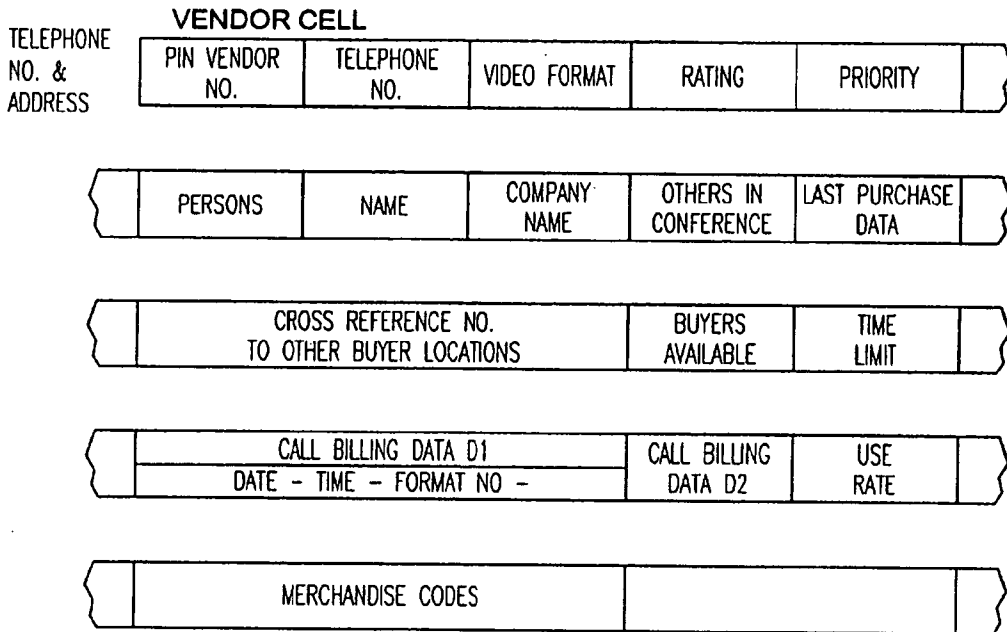 VENDOR CELL
TELEPHONE
NO. &
ADDRESS
PIN VENDOR
NO.
TELEPHONE
NO.
VIDEO FORMAT
RATING
PRIORITY
PERSONS
NAME
COMPANY
NAME
OTHERS IN
CONFERENCE
LAST PURCHASE
DATA
CROSS REFERENCE NO.
TO OTHER BUYER LOCATIONS
BUYERS
AVAILABLE
TIME
LIMIT
CALL BILLING DATA D1
DATE - TIME - FORMAT NO -
CALL BILLING
DATA D2
USE
RATE
MERCHANDISE CODES